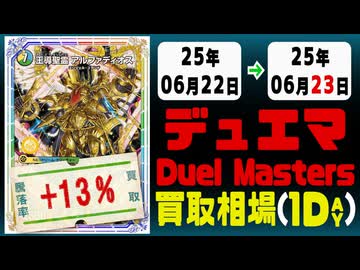 7
王導聖霊 アルファディオス
騰落率
+13%
買取
25年
06月22日
25年
06月23日
デュエマ
Duel Masters
買取相場(1D)